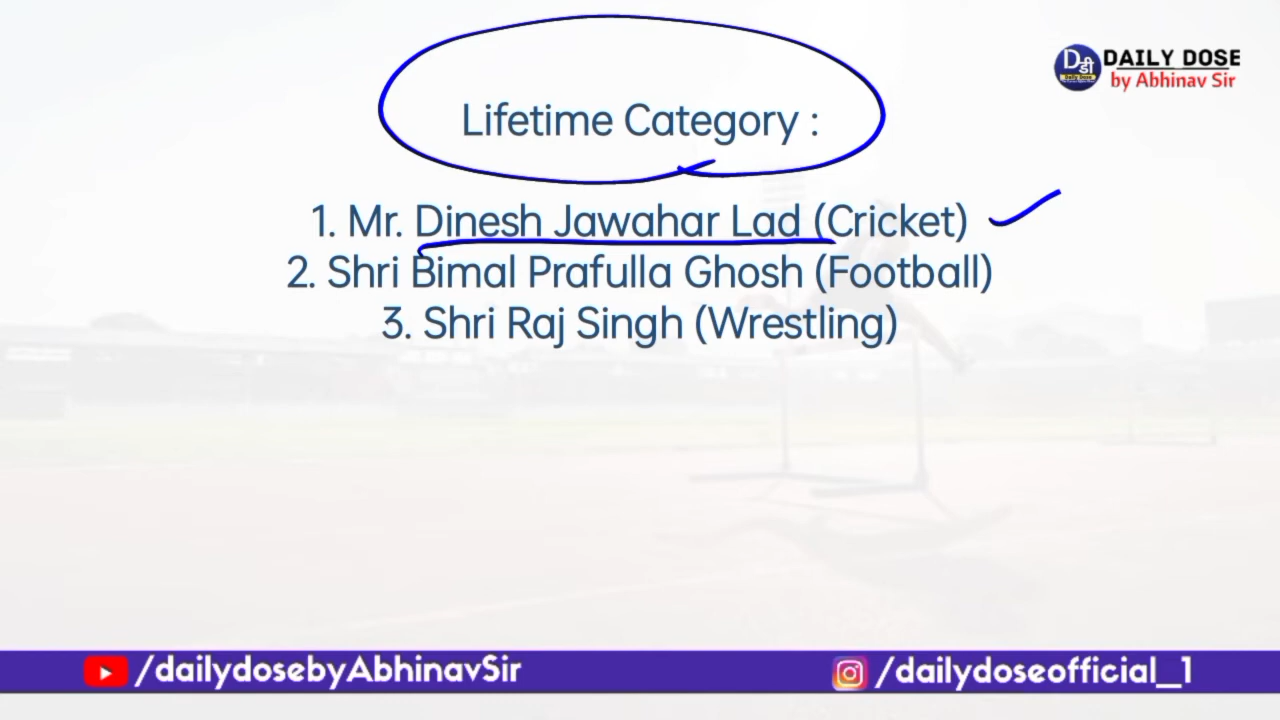 DAILY DOSE
by Abhinav Sir
Lifetime Category :
1. Mr. Dinesh Jawahar Lad (Cricket)
2. Shri Bimal Prafulla Ghosh (Football)
3. Shri Raj Singh (Wrestling)
/dailydosebyAbhinavSir
/dailydoseofficial_1